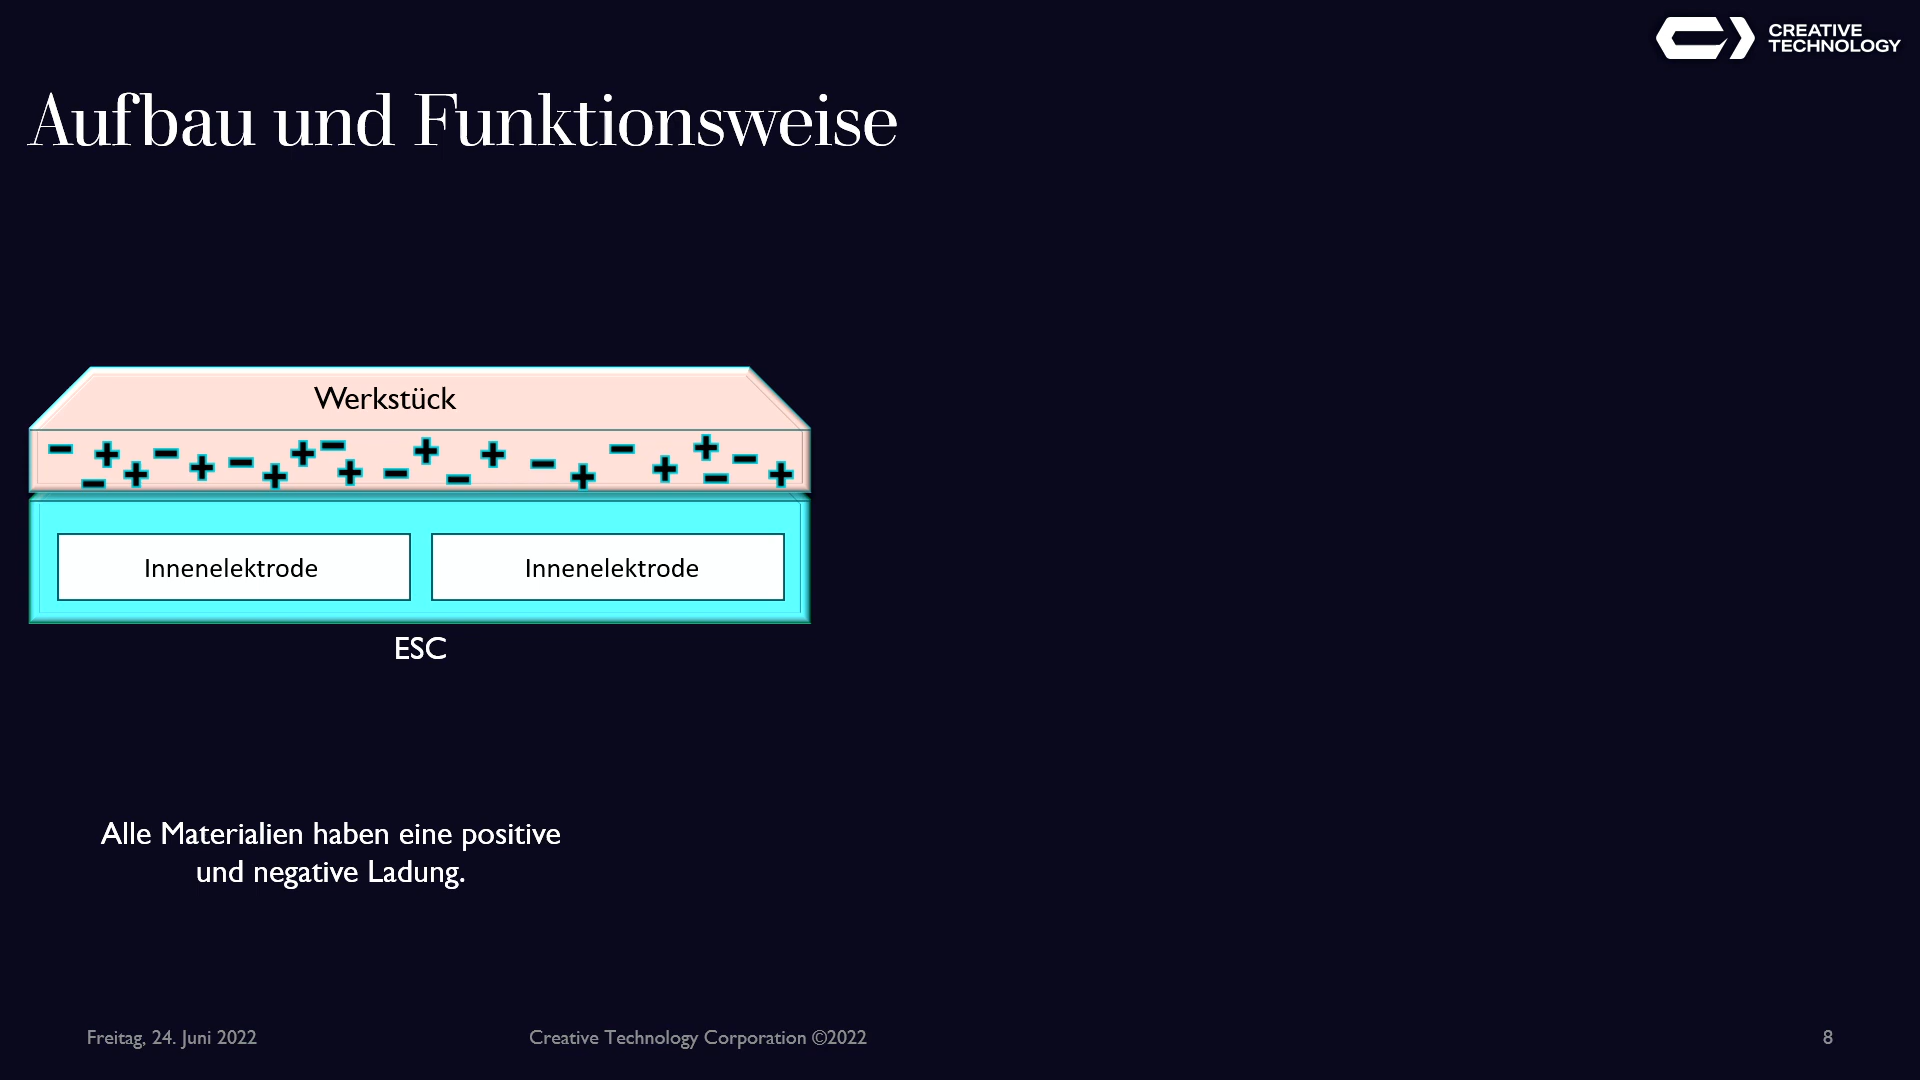 CREATIVE
TECHNOLOGY
Aufbau und Funktionsweise
Werkstück
Innenelektrode Innenelektrode
ESC
Alle Materialien haben eine positive
und negative Ladung.
Freitag, 24. Juni 2022 Creative Technology Corporation ©2022 8